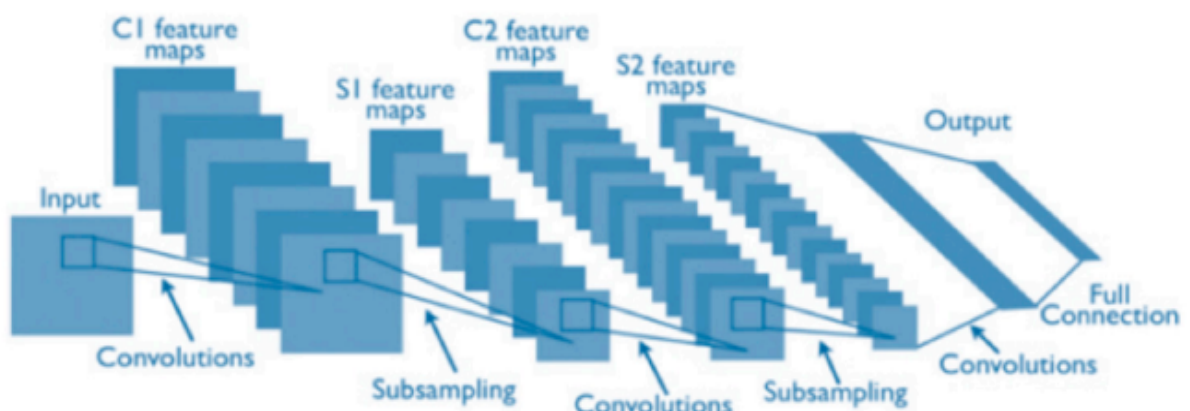 C1 feature
maps
C2 feature
maps
S1 feature
maps
S2 feature
maps
Output
Input
Full
Connection
Convolutions
Subsampling
Convolutions
Subsampling
Convolutions